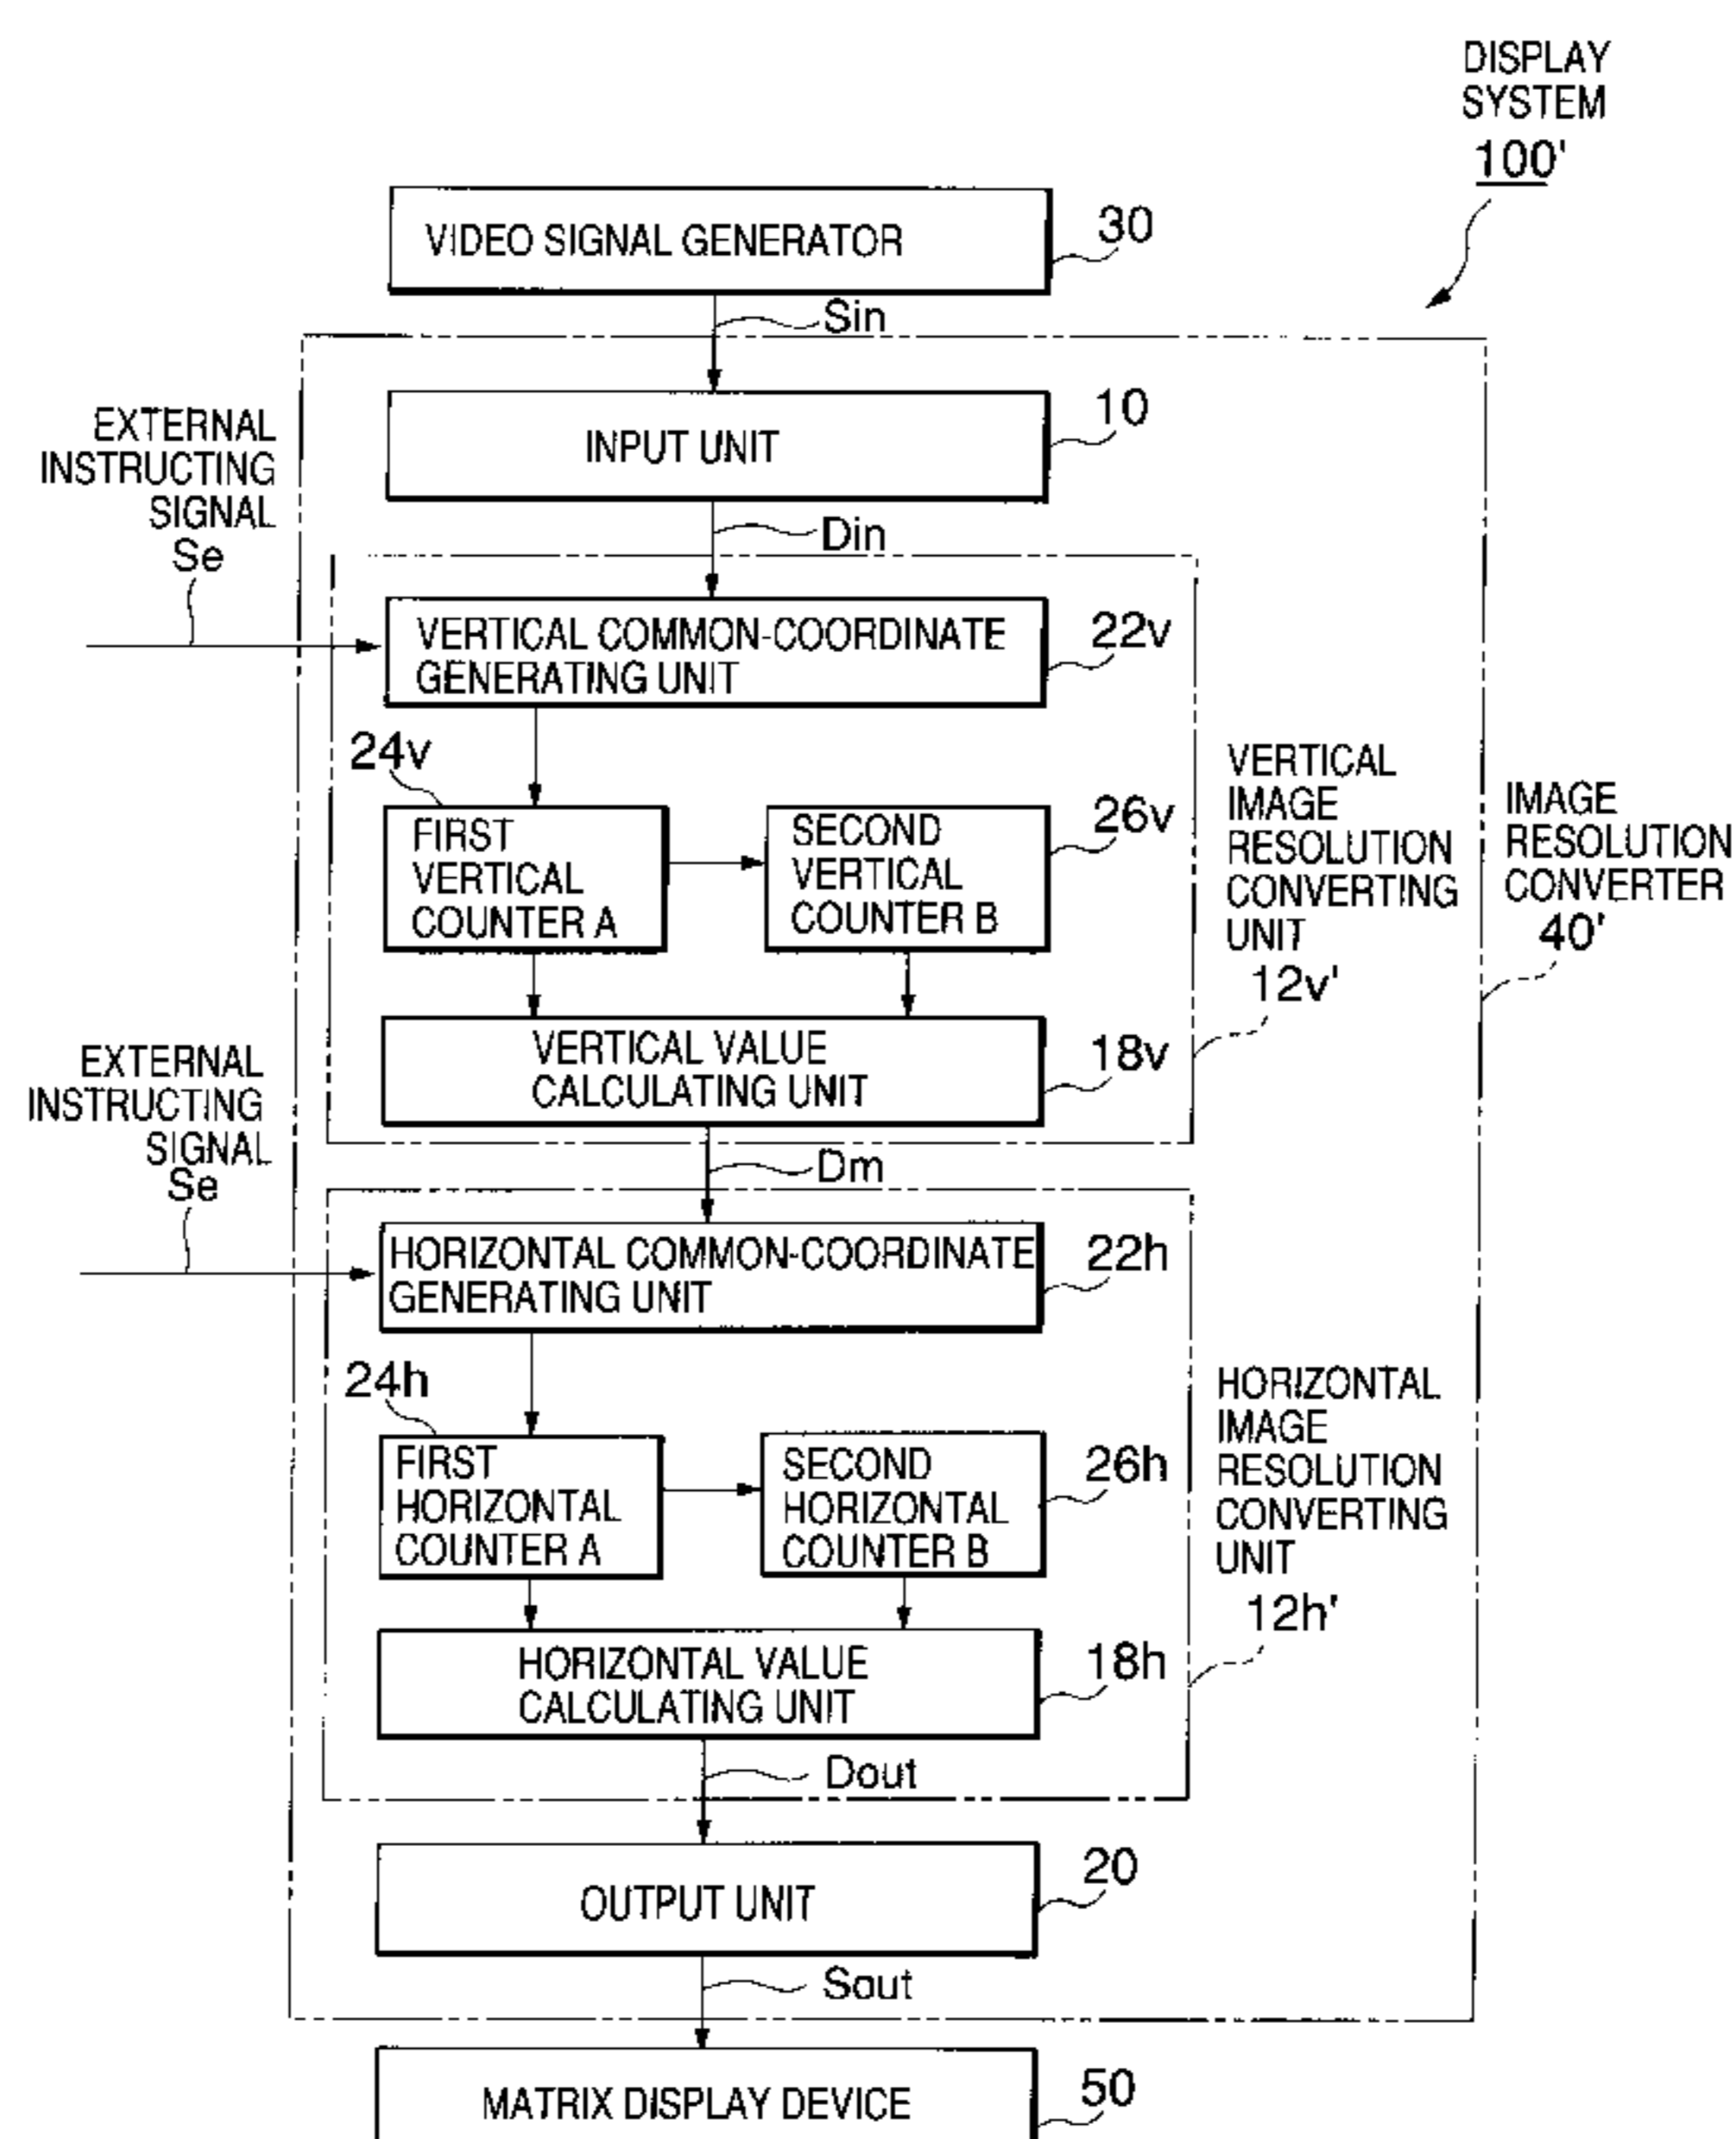 DISPLAY
SYSTEM
100'
VIDEO SIGNAL GENERATOR
30
Sin
INPUT UNIT
10
EXTERNAL
INSTRUCTING
SIGNAL
Se
Din
VERTICAL COMMON-COORDINATE
GENERATING UNIT
22v
24v
FIRST
VERTICAL
COUNTER A
SECOND
VERTICAL
COUNTER B
26v
VERTICAL
IMAGE
RESOLUTION
CONVERTING
UNIT
12v'
IMAGE
RESOLUTION
CONVERTER
40'
VERTICAL VALUE
CALCULATING UNIT
18v
EXTERNAL
INSTRUCTING
SIGNAL
Se
Dm
HORIZONTAL COMMON-COORDINATE
GENERATING UNIT
22h
24h
FIRST
HORIZONTAL
COUNTER A
SECOND
HORIZONTAL
COUNTER B
26h
HORIZONTAL
IMAGE
RESOLUTION
CONVERTING
UNIT
12h'
HORIZONTAL VALUE
CALCULATING UNIT
18h
Dout
OUTPUT UNIT
20
Sout
MATRIX DISPLAY DEVICE
50